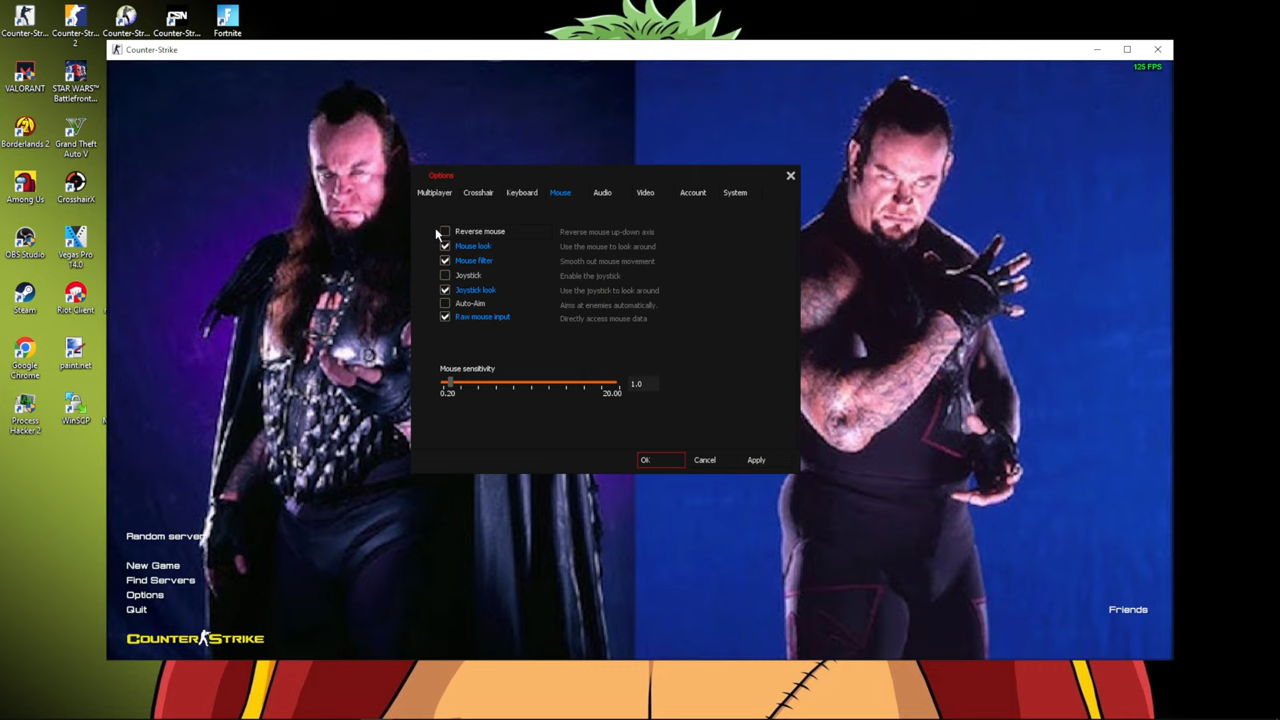 Counter-Str...
Counter-Str... 2
Counter-Str...
Counter-Str...
Fortnite
CSN
VALORANT
STAR WARS™ Battlefront...
Borderlands 2
Grand Theft Auto V
Among Us
CrosshairX
OBS Studio
Vegas Pro 14.0
Steam
Riot Client
Google Chrome
paint.net
Process Hacker 2
WinSCP
Counter-Strike
125 FPS
Options
Multiplayer
Crosshair
Keyboard
Mouse
Audio
Video
Account
System
Reverse mouse
Reverse mouse up-down axis
Mouse look
Use the mouse to look around
Mouse filter
Smooth out mouse movement
Joystick
Enable the joystick
Joystick look
Use the joystick to look around
Auto-Aim
Aims at enemies automatically.
Raw mouse input
Directly access mouse data
Mouse sensitivity
1.0
0.20
20.00
OK
Cancel
Apply
Random server
New Game
Find Servers
Options
Quit
Friends
COUNTER STRIKE